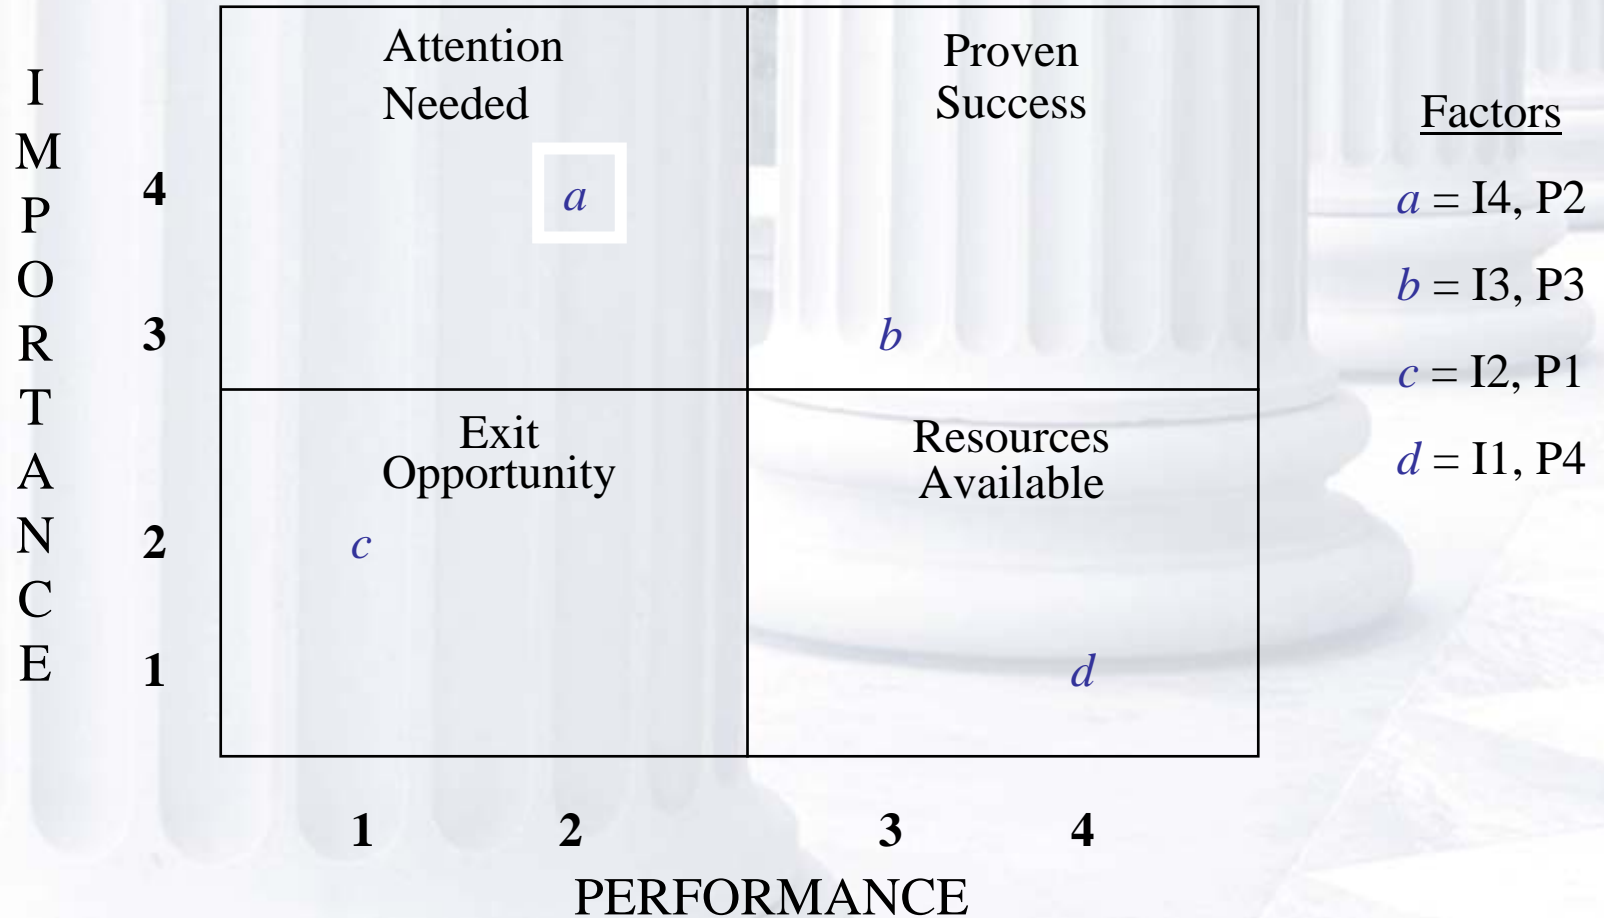 I
M
P
O
R
T
A
N
C
E
Attention
Needed
Proven
Success
4
a
3
b
Exit
Opportunity
Resources
Available
2
c
1
d
1 2 3 4
PERFORMANCE
Factors
a = I4, P2
b = I3, P3
c = I2, P1
d = I1, P4